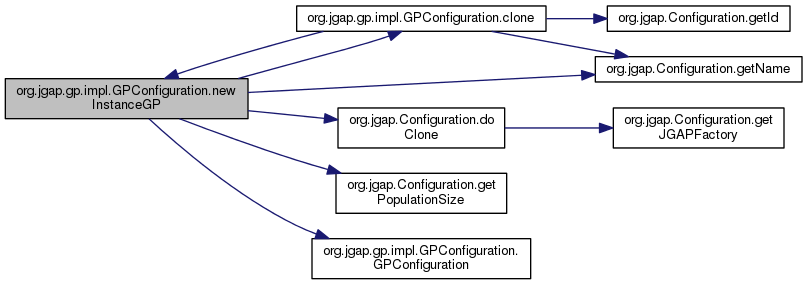 org.jgap.gp.impl.GPConfiguration.clone
org.jgap.Configuration.getId
org.jgap.Configuration.getName
org.jgap.gp.impl.GPConfiguration.new
InstanceGP
org.jgap.Configuration.do
Clone
org.jgap.Configuration.get
JGAPFactory
org.jgap.Configuration.get
PopulationSize
org.jgap.gp.impl.GPConfiguration.
GPConfiguration